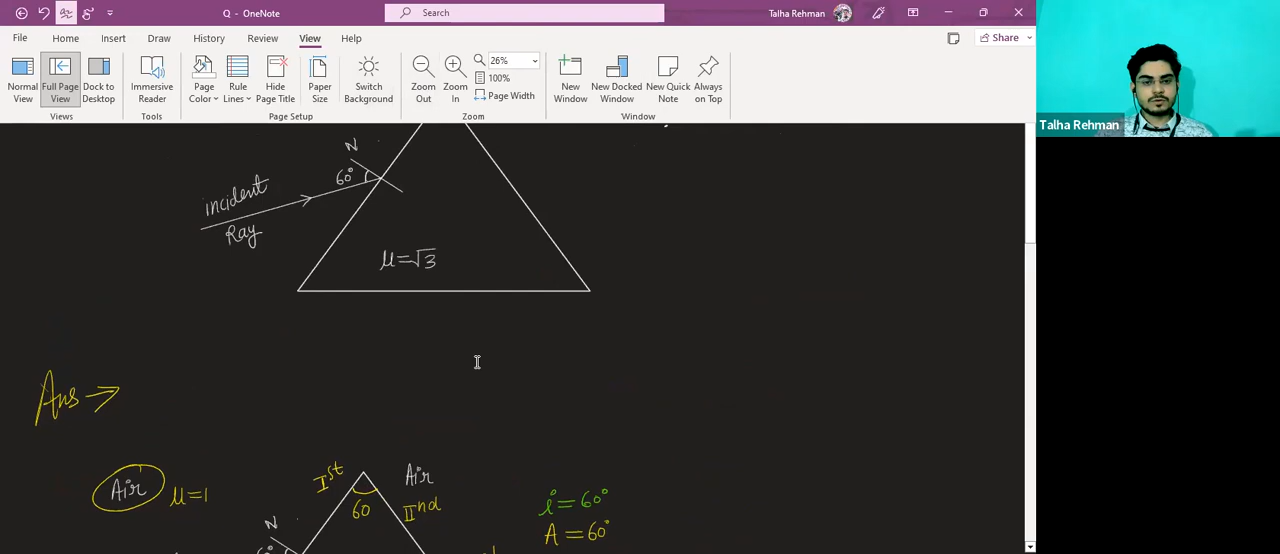 Q - OneNote
Search
Talha Rehman
File Home Insert Draw History Review View Help
Share
Normal View
Full Page View
Dock to Desktop
Immersive Reader
Page Color
Rule Lines
Hide Page Title
Paper Size
Switch Background
Zoom Out
Zoom In
26%
100%
Page Width
New Window
New Docked Window
New Quick Note
Always on Top
Views Tools Page Setup Zoom Window
Talha Rehman
N
60°
incident
Ray
μ=√3
Ans →
Ist
Air
Air μ=1
60
IInd
i = 60°
A = 60°
N